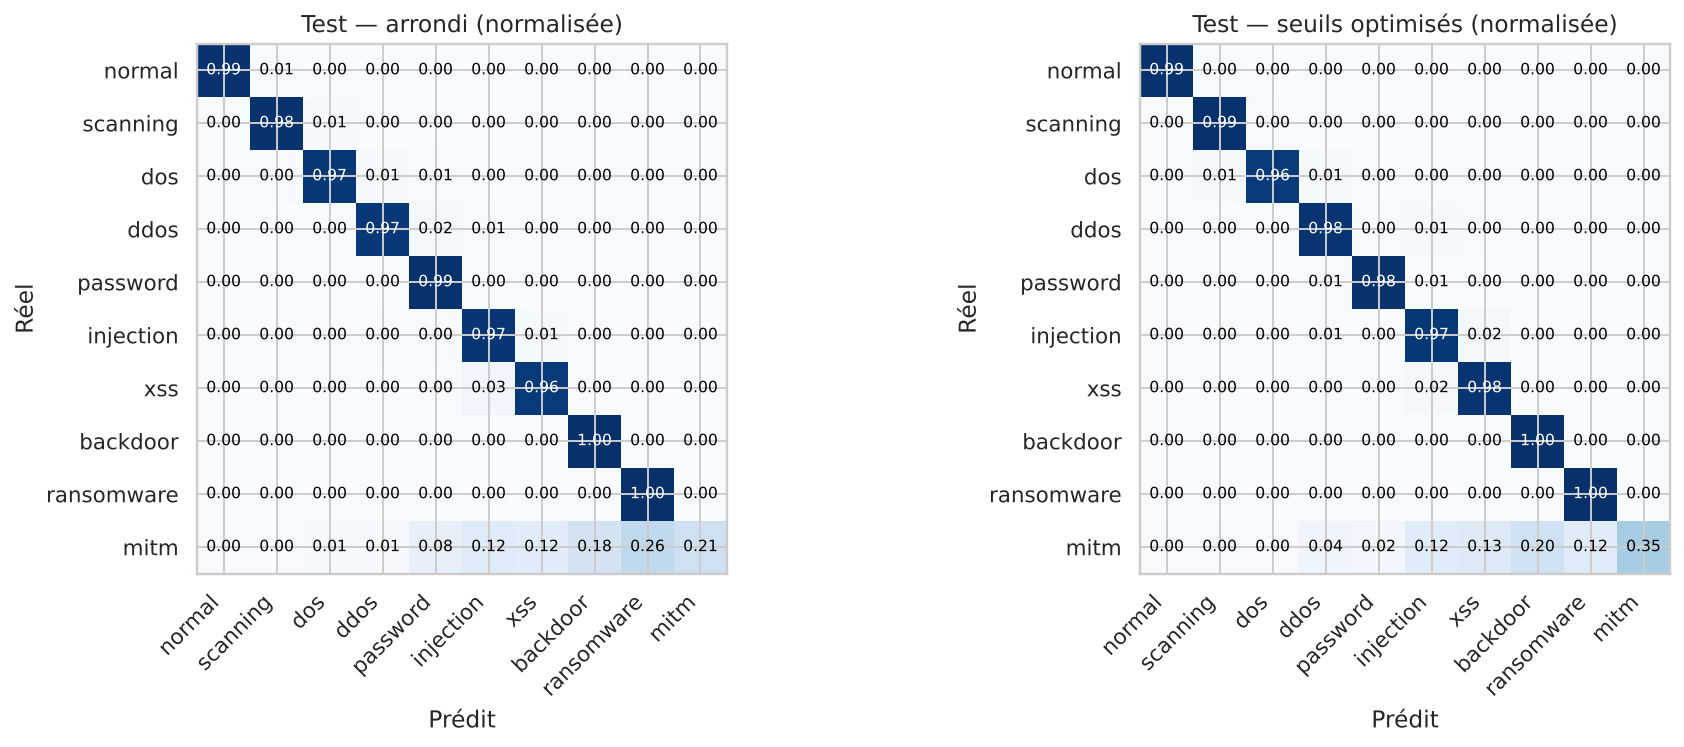 Test — arrondi (normalisée)
normal 0.99 0.01 0.00 0.00 0.00 0.00 0.00 0.00 0.00 0.00
scanning 0.00 0.98 0.01 0.00 0.00 0.00 0.00 0.00 0.00 0.00
dos 0.00 0.00 0.97 0.01 0.01 0.00 0.00 0.00 0.00 0.00
ddos 0.00 0.00 0.00 0.97 0.02 0.01 0.00 0.00 0.00 0.00
password 0.00 0.00 0.00 0.00 0.99 0.00 0.00 0.00 0.00 0.00
injection 0.00 0.00 0.00 0.00 0.00 0.97 0.01 0.00 0.00 0.00
xss 0.00 0.00 0.00 0.00 0.00 0.03 0.96 0.00 0.00 0.00
backdoor 0.00 0.00 0.00 0.00 0.00 0.00 0.00 1.00 0.00 0.00
ransomware 0.00 0.00 0.00 0.00 0.00 0.00 0.00 0.00 1.00 0.00
mitm 0.00 0.00 0.01 0.01 0.08 0.12 0.12 0.18 0.26 0.21
Réel
normal scanning dos ddos password injection xss backdoor ransomware mitm
Prédit
Test — seuils optimisés (normalisée)
normal 0.99 0.00 0.00 0.00 0.00 0.00 0.00 0.00 0.00 0.00
scanning 0.00 0.99 0.00 0.00 0.00 0.00 0.00 0.00 0.00 0.00
dos 0.00 0.01 0.96 0.01 0.00 0.00 0.00 0.00 0.00 0.00
ddos 0.00 0.00 0.00 0.98 0.00 0.01 0.00 0.00 0.00 0.00
password 0.00 0.00 0.00 0.01 0.98 0.01 0.00 0.00 0.00 0.00
injection 0.00 0.00 0.00 0.01 0.00 0.97 0.02 0.00 0.00 0.00
xss 0.00 0.00 0.00 0.00 0.00 0.02 0.98 0.00 0.00 0.00
backdoor 0.00 0.00 0.00 0.00 0.00 0.00 0.00 1.00 0.00 0.00
ransomware 0.00 0.00 0.00 0.00 0.00 0.00 0.00 0.00 1.00 0.00
mitm 0.00 0.00 0.00 0.04 0.02 0.12 0.13 0.20 0.12 0.35
Réel
normal scanning dos ddos password injection xss backdoor ransomware mitm
Prédit